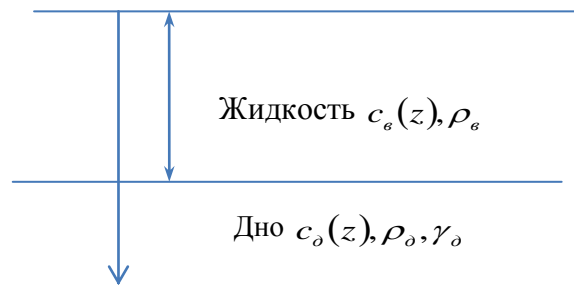 Жидкость c_в(z), ρ_в
Дно c_д(z), ρ_д, γ_д